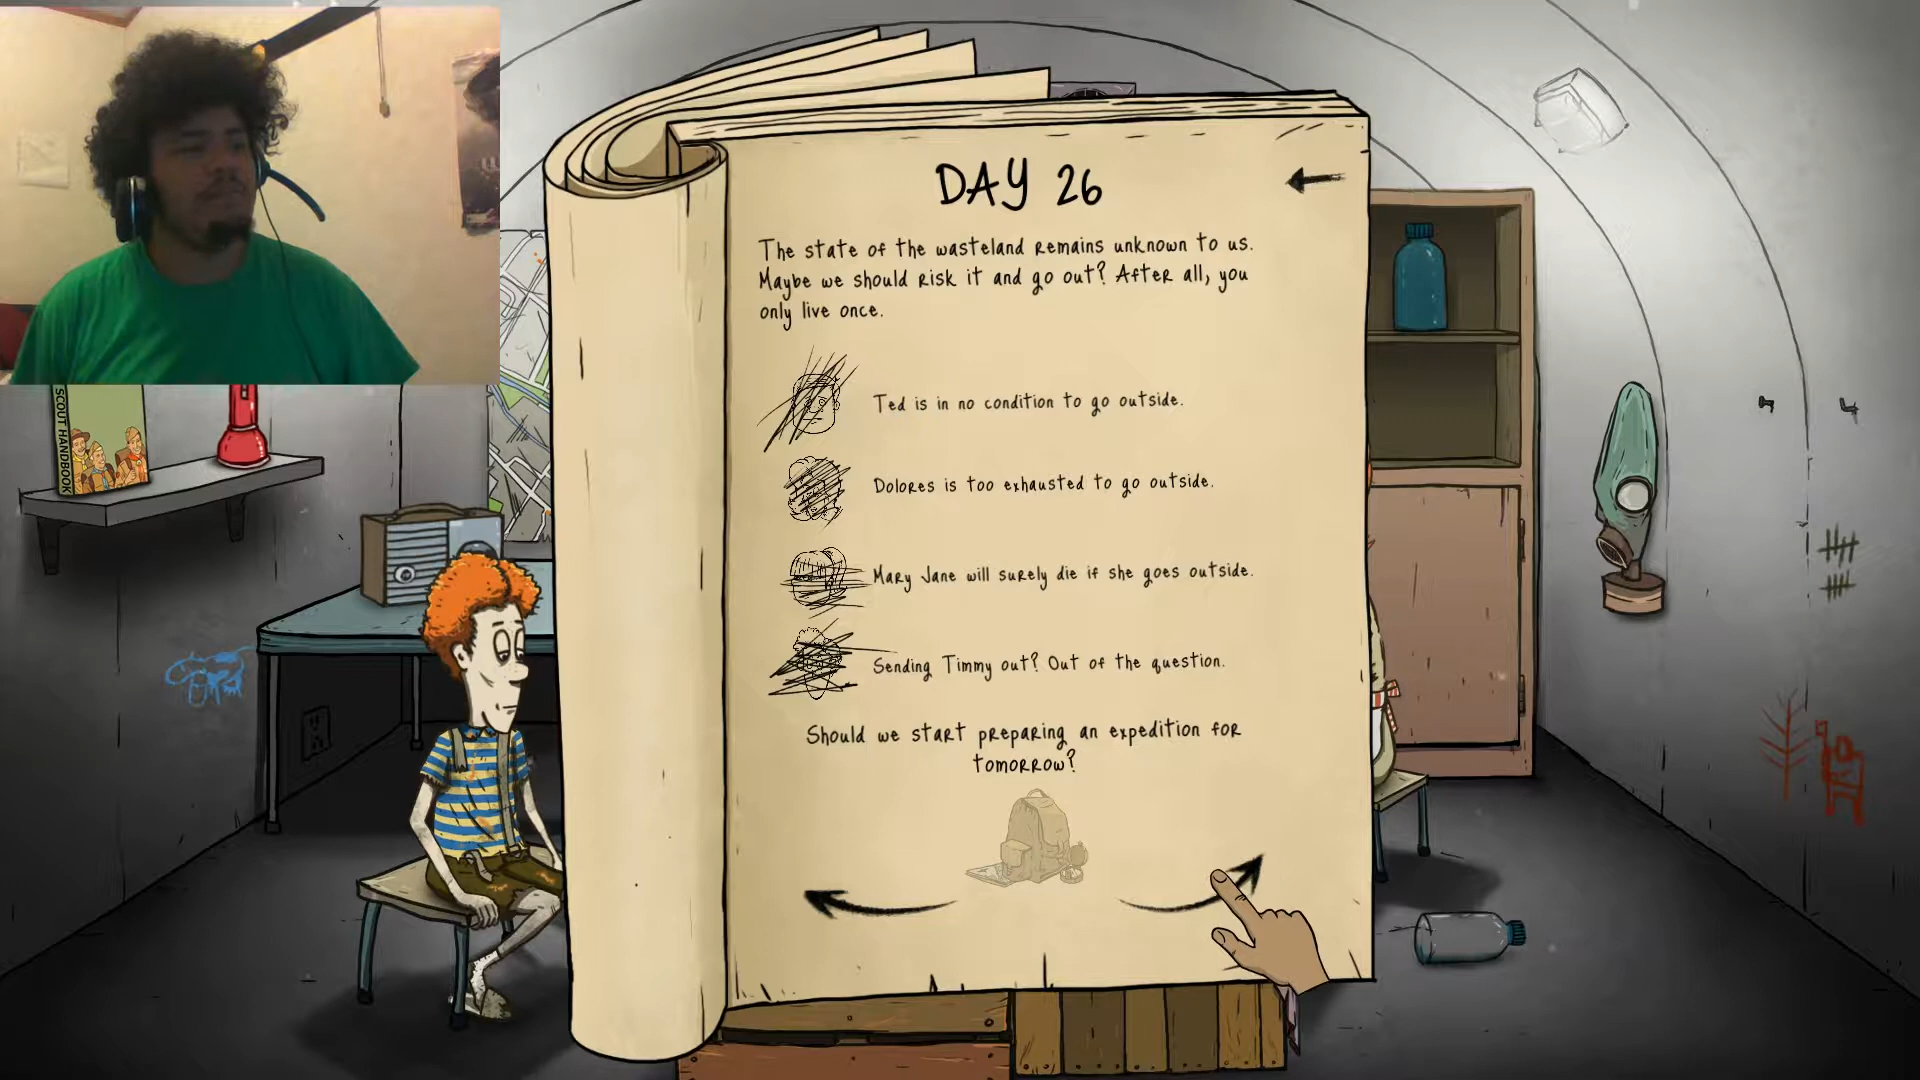 DAY 26
The state of the wasteland remains unknown to us.
Maybe we should risk it and go out? After all, you
only live once.
Ted is in no condition to go outside.
Dolores is too exhausted to go outside.
Mary Jane will surely die if she goes outside.
Sending Timmy out? Out of the question.
Should we start preparing an expedition for
tomorrow?
SCOUT HANDBOOK